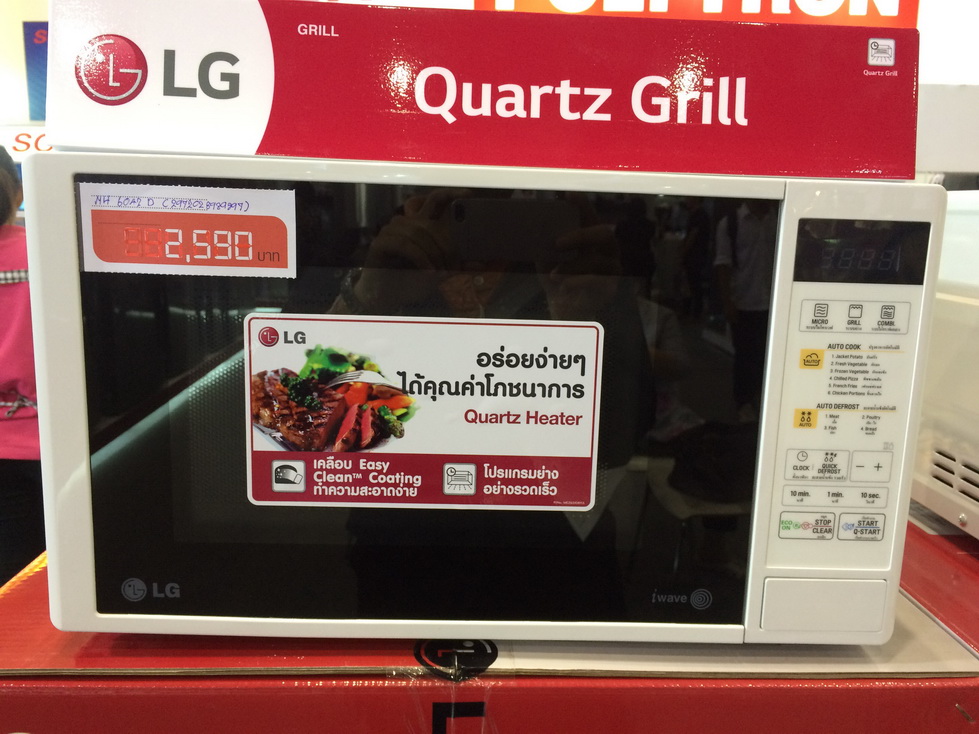 LG
GRILL
Quartz Grill
Quartz Grill
2,590 บาท
LG
อร่อยง่ายๆ
ได้คุณค่าโภชนาการ
Quartz Heater
เคลือบ Easy
Clean™ Coating
ทำความสะอาดง่าย
โปรแกรมย่าง
อย่างรวดเร็ว
LG
iwave
MICRO
GRILL
COMBI.
AUTO COOK
AUTO
1. Jacket Potato
2. Fresh Vegetable
3. Frozen Vegetable
4. Chilled Pizza
5. French Fries
6. Chicken Portions
AUTO DEFROST
AUTO
1. Meat
2. Poultry
3. Fish
4. Bread
CLOCK
QUICK
DEFROST
− +
10 min.
1 min.
10 sec.
ECO
ON
STOP
CLEAR
START
Q-START